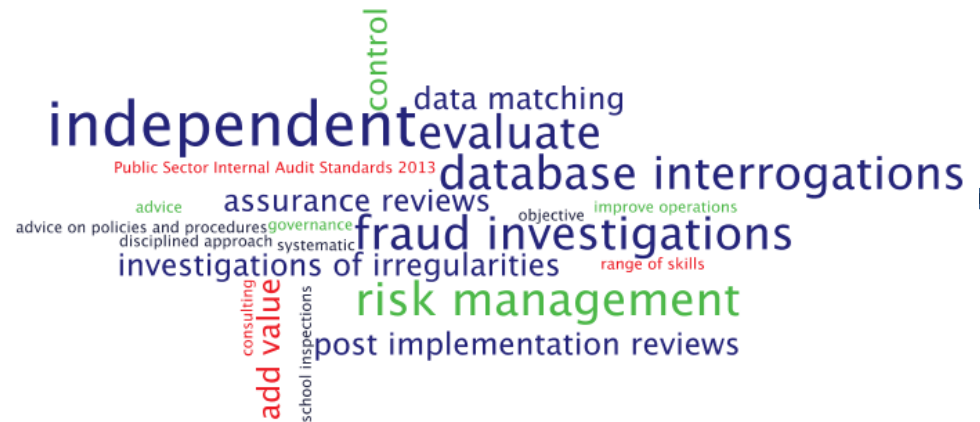 control
data matching
independent
evaluate
Public Sector Internal Audit Standards 2013
database interrogations
assurance reviews
advice
objective
improve operations
advice on policies and procedures
governance
fraud investigations
disciplined approach
systematic
investigations of irregularities
range of skills
consulting
add value
school inspections
risk management
post implementation reviews